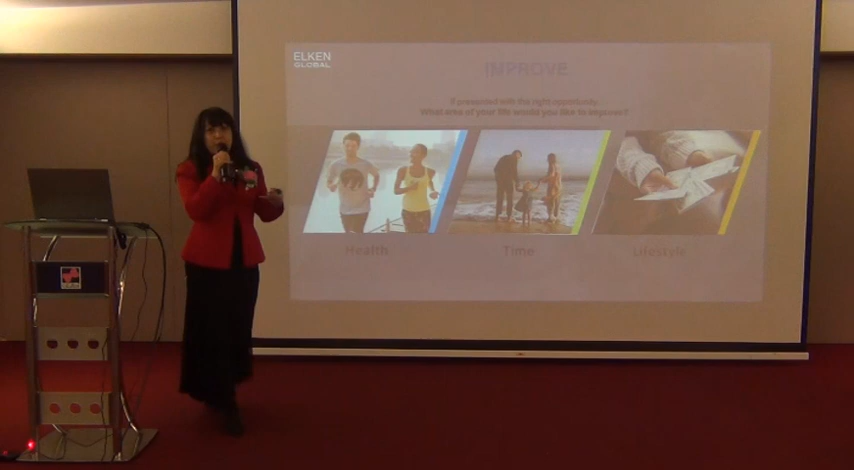 ELKEN
GLOBAL
IMPROVE
If presented with the right opportunity
What area of your life would you like to improve?
Health
Time
Lifestyle